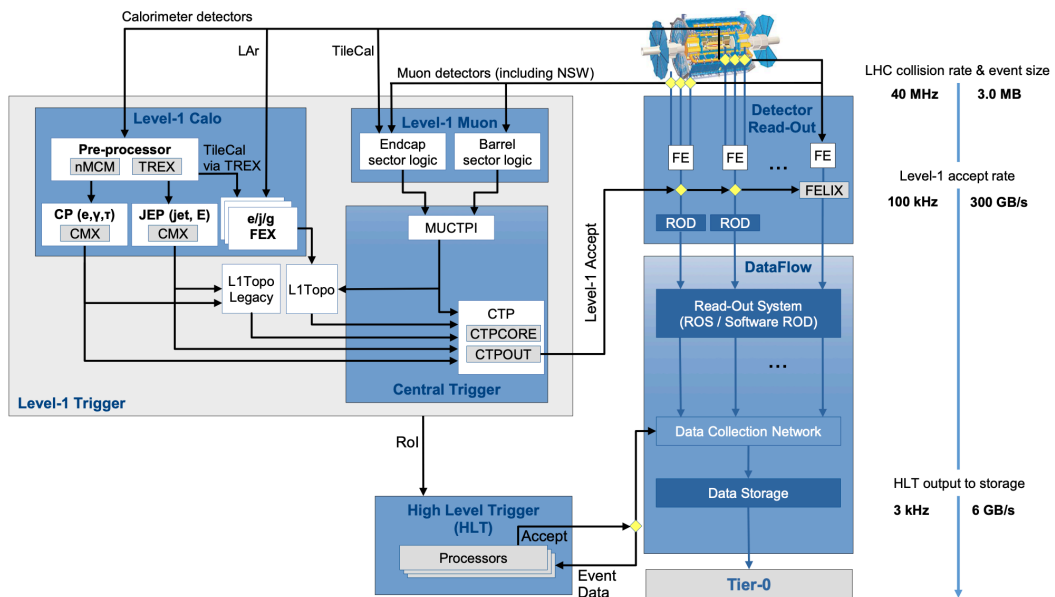 Calorimeter detectors
LAr
TileCal
Muon detectors (including NSW)
LHC collision rate & event size
40 MHz 3.0 MB
Level-1 Calo
Pre-processor
nMCM TREX
TileCal
via TREX
CP (e,γ,τ)
CMX
JEP (jet, E)
CMX
e/j/g
FEX
Level-1 Muon
Endcap
sector logic
Barrel
sector logic
Detector
Read-Out
FE
FE
...
FE
FELIX
ROD
ROD
Level-1 accept rate
100 kHz 300 GB/s
MUCTPI
L1Topo
Legacy
L1Topo
CTP
CTPCORE
CTPOUT
Central Trigger
Level-1 Trigger
Level-1 Accept
DataFlow
Read-Out System
(ROS / Software ROD)
...
Data Collection Network
Data Storage
RoI
High Level Trigger
(HLT)
Accept
Processors
Event
Data
Tier-0
HLT output to storage
3 kHz 6 GB/s